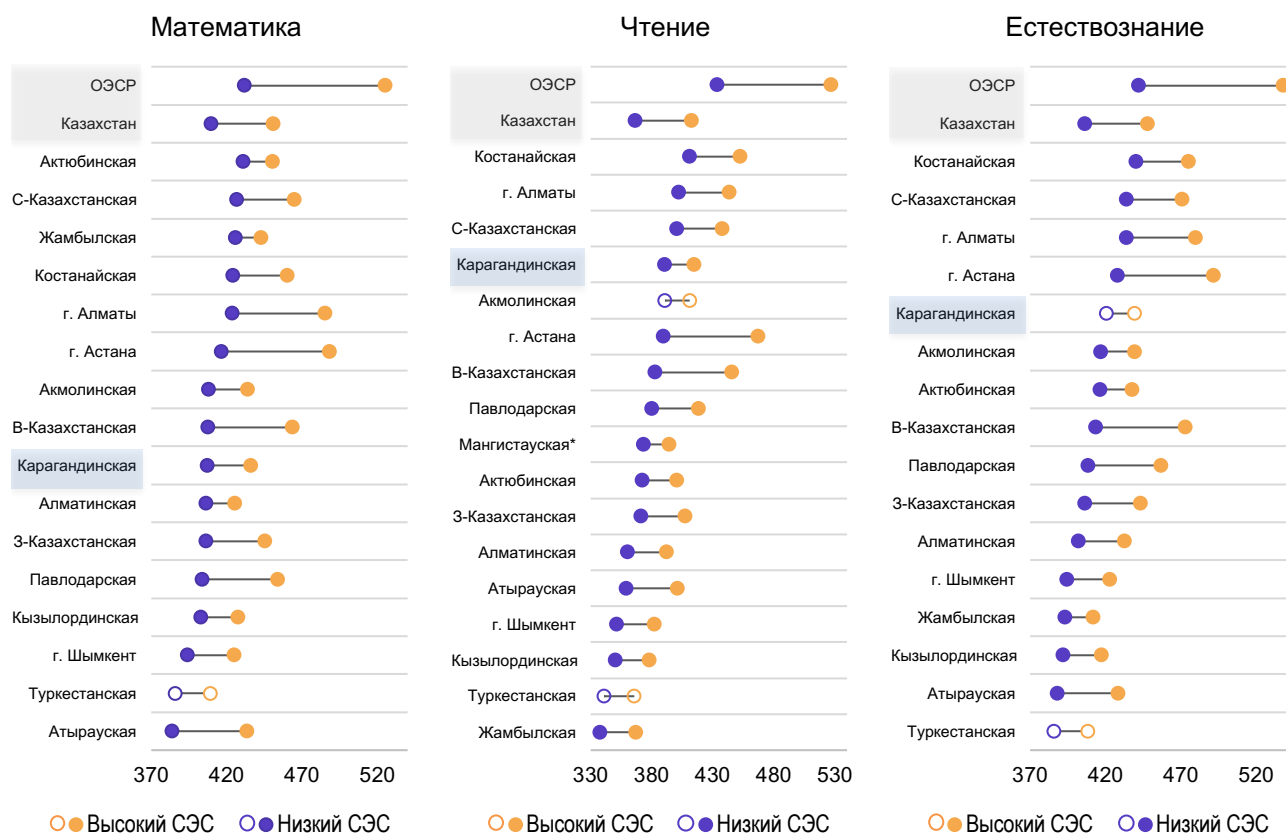 Математика
ОЭСР
Казахстан
Актюбинская
С-Казахстанская
Жамбылская
Костанайская
г. Алматы
г. Астана
Акмолинская
В-Казахстанская
Карагандинская
Алматинская
З-Казахстанская
Павлодарская
Кызылординская
г. Шымкент
Туркестанская
Атырауская
370 420 470 520
Высокий СЭС Низкий СЭС
Чтение
ОЭСР
Казахстан
Костанайская
г. Алматы
С-Казахстанская
Карагандинская
Акмолинская
г. Астана
В-Казахстанская
Павлодарская
Мангистауская*
Актюбинская
З-Казахстанская
Алматинская
Атырауская
г. Шымкент
Кызылординская
Туркестанская
Жамбылская
330 380 430 480 530
Высокий СЭС Низкий СЭС
Естествознание
ОЭСР
Казахстан
Костанайская
С-Казахстанская
г. Алматы
г. Астана
Карагандинская
Акмолинская
Актюбинская
В-Казахстанская
Павлодарская
З-Казахстанская
Алматинская
г. Шымкент
Жамбылская
Кызылординская
Атырауская
Туркестанская
370 420 470 520
Высокий СЭС Низкий СЭС